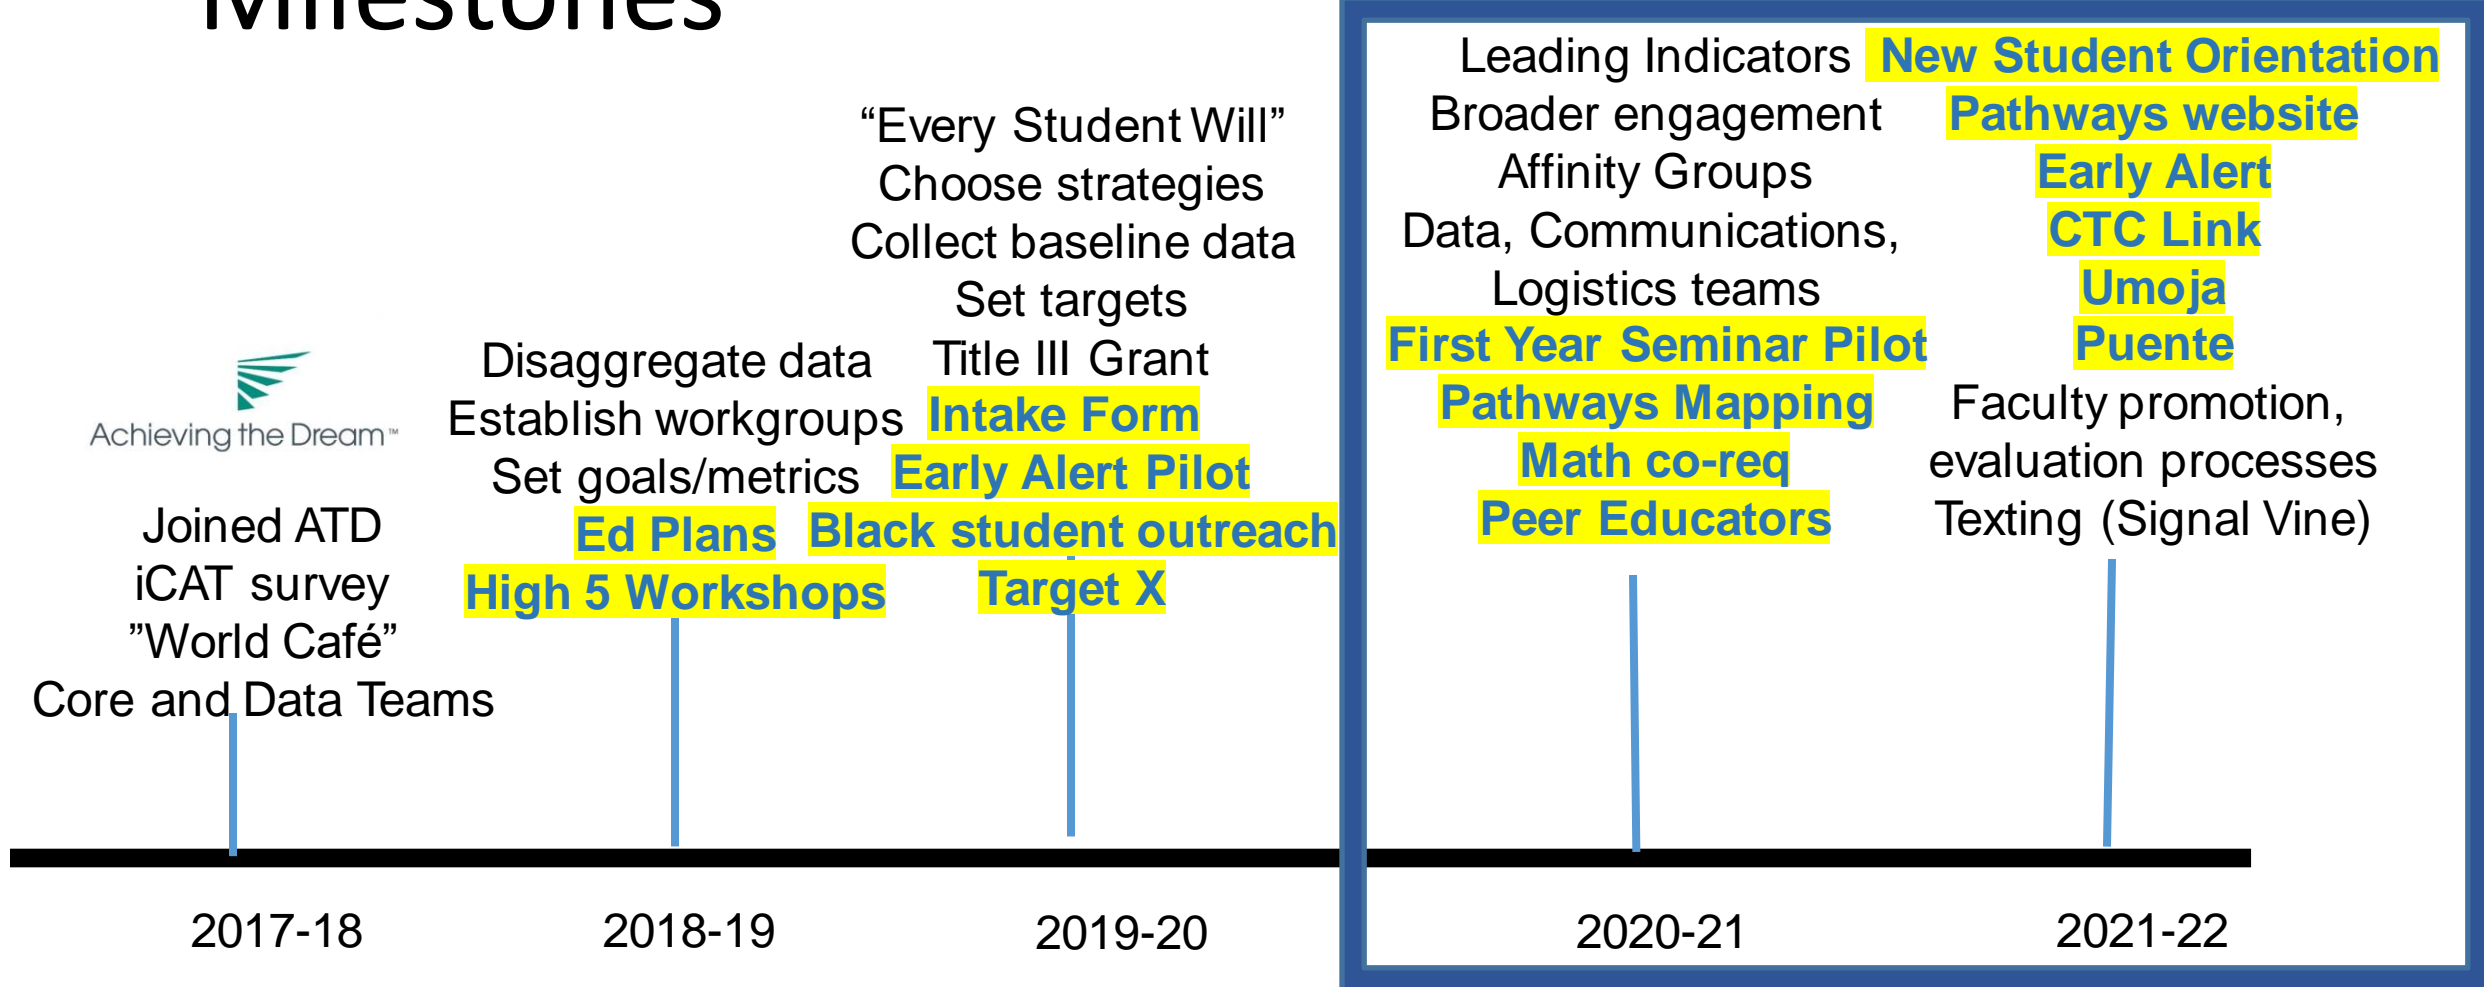 Milestones
Achieving the Dream™
Joined ATD
iCAT survey
”World Café”
Core and Data Teams
Disaggregate data
Establish workgroups
Set goals/metrics
Ed Plans
High 5 Workshops
“Every Student Will”
Choose strategies
Collect baseline data
Set targets
Title III Grant
Intake Form
Early Alert Pilot
Black student outreach
Target X
Leading Indicators
Broader engagement
Affinity Groups
Data, Communications,
Logistics teams
First Year Seminar Pilot
Pathways Mapping
Math co-req
Peer Educators
New Student Orientation
Pathways website
Early Alert
CTC Link
Umoja
Puente
Faculty promotion,
evaluation processes
Texting (Signal Vine)
2017-18
2018-19
2019-20
2020-21
2021-22